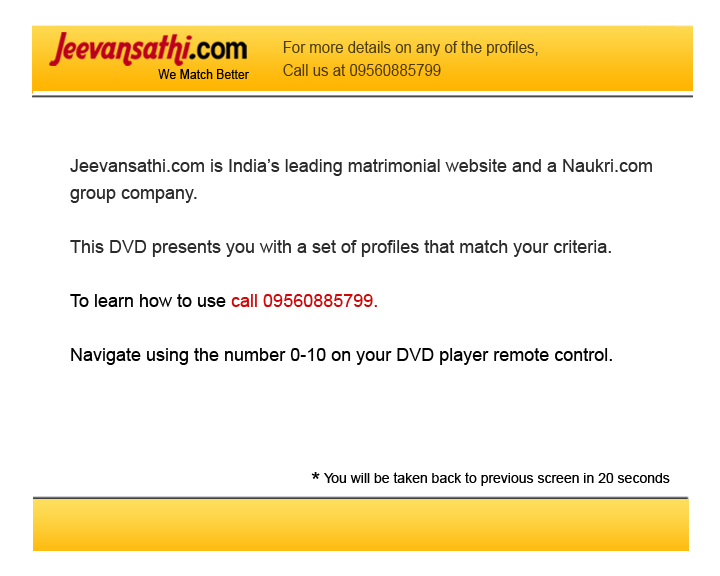 Jeevansathi.com
We Match Better
For more details on any of the profiles,
Call us at 09560885799
Jeevansathi.com is India’s leading matrimonial website and a Naukri.com
group company.
This DVD presents you with a set of profiles that match your criteria.
To learn how to use call 09560885799.
Navigate using the number 0-10 on your DVD player remote control.
* You will be taken back to previous screen in 20 seconds